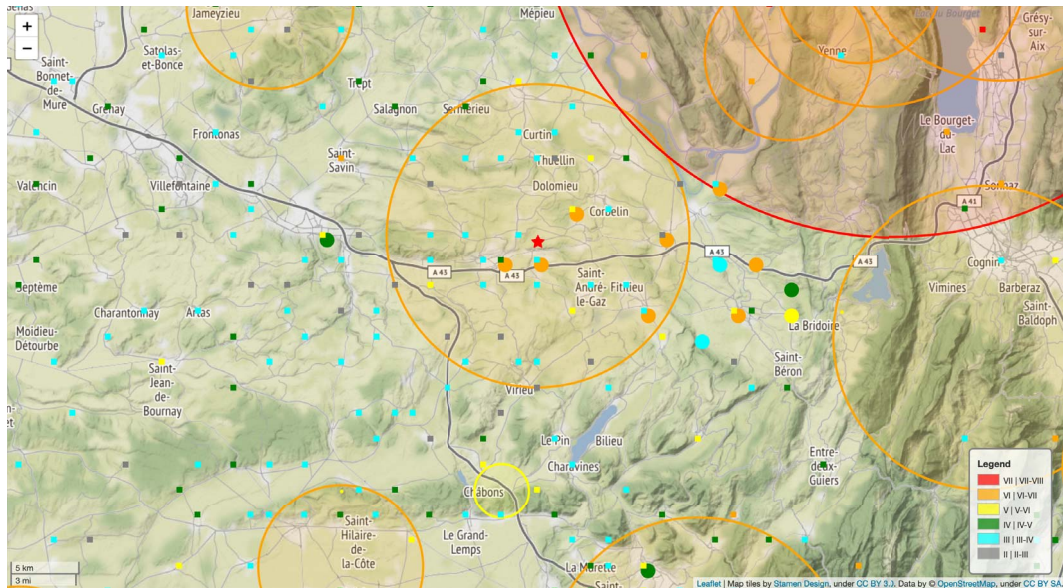 Jameyzieu
Mépieu
+
−
Satolas-
et-Bonce
Saint-
Bonnet-
de-
Mure
Grenay
Trept
Salagnon
Sermérieu
Yenne
Grésy-
sur-
Aix
Le Bourget-
du-
Lac
Frontonas
Curtin
Saint-
Savin
Thuellin
Dolomieu
Valencin
Villefontaine
Sonnaz
Corbelin
A 41
A 43
A 43
A 43
A 43
Cognin
Septème
Saint-
André-
le-Gaz
Fitilieu
Vimines
Barberaz
Saint-
Baldoph
Charantonnay
Artas
Moidieu-
Détourbe
La Bridoire
Saint-
Béron
Saint-
Jean-
de-
Bournay
Virieu
Le Pin
Bilieu
Charavines
Entre-
deux-
Guiers
Châbons
Saint-
Hilaire-
de-
la-Côte
Le Grand-
Lemps
La Murette
Saint-
Legend
VII | VII-VIII
VI | VI-VII
V | V-VI
IV | IV-V
III | III-IV
II | II-III
5 km
3 mi
Leaflet | Map tiles by Stamen Design, under CC BY 3.0. Data by © OpenStreetMap, under CC BY SA